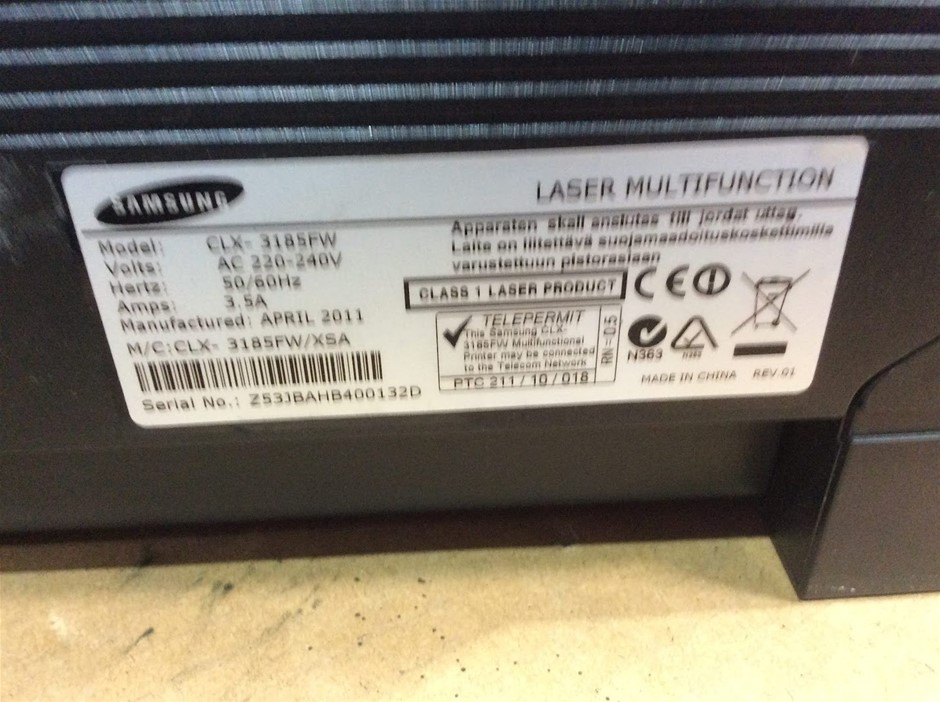 SAMSUNG
LASER MULTIFUNCTION
Model: CLX- 3185FW
Volts: AC 220-240V
Hertz: 50/60Hz
Amps: 3.5A
Manufactured: APRIL 2011
M/C:CLX- 3185FW/XSA
Serial No.: Z53JBAHB400132D
Apparaten skall anslutas till jordat uttag.
Laite on liitettävä suojamaadoituskoskettimilla
varustettuun pistorasiaan
CLASS 1 LASER PRODUCT
CE
TELEPERMIT
This Samsung CLX-
3185FW Multifunctional
Printer may be connected
to the Telecom Network
PTC 211/10/018
RN=0.5
N363
MADE IN CHINA REV.01